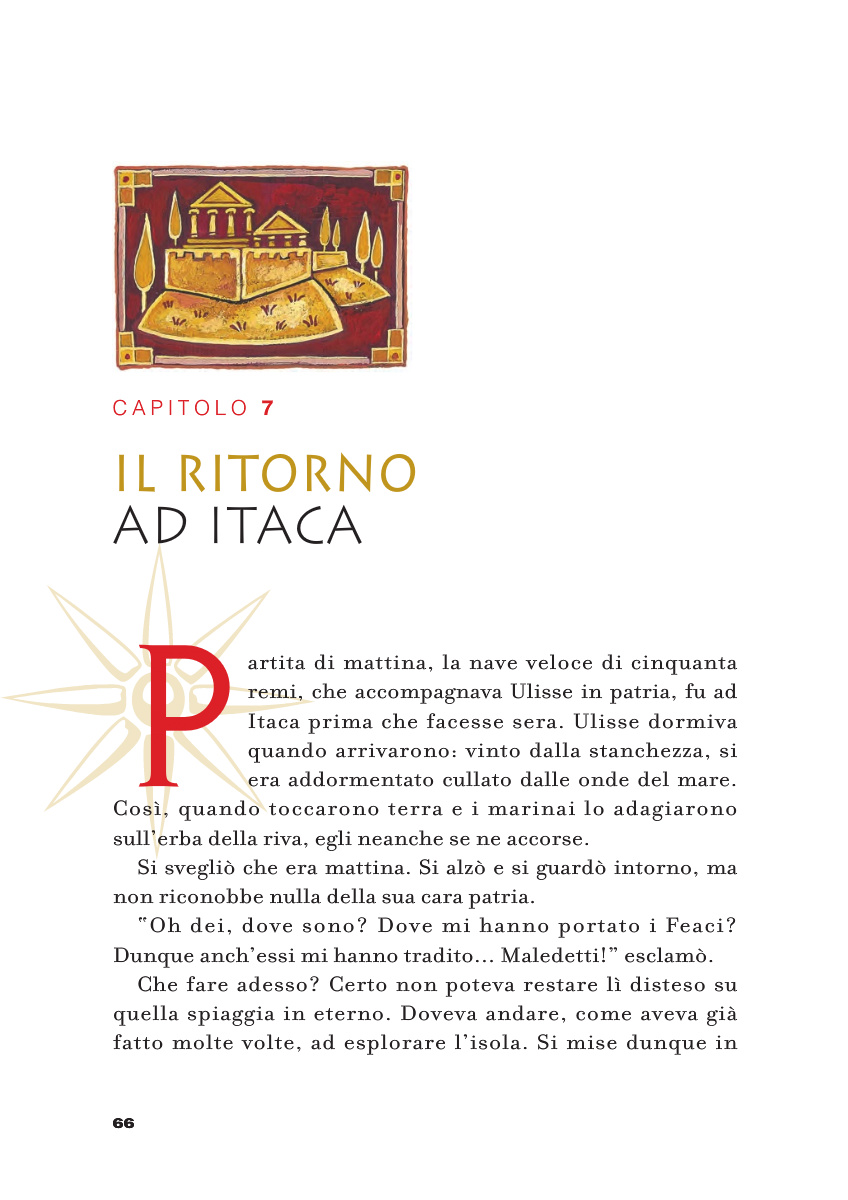 CAPITOLO 7
IL RITORNO
AD ITACA
Partita di mattina, la nave veloce di cinquanta
remi, che accompagnava Ulisse in patria, fu ad
Itaca prima che facesse sera. Ulisse dormiva
quando arrivarono: vinto dalla stanchezza, si
era addormentato cullato dalle onde del mare.
Così, quando toccarono terra e i marinai lo adagiarono
sull'erba della riva, egli neanche se ne accorse.
Si svegliò che era mattina. Si alzò e si guardò intorno, ma
non riconobbe nulla della sua cara patria.
‟Oh dei, dove sono? Dove mi hanno portato i Feaci?
Dunque anch'essi mi hanno tradito... Maledetti!” esclamò.
Che fare adesso? Certo non poteva restare lì disteso su
quella spiaggia in eterno. Doveva andare, come aveva già
fatto molte volte, ad esplorare l'isola. Si mise dunque in
66